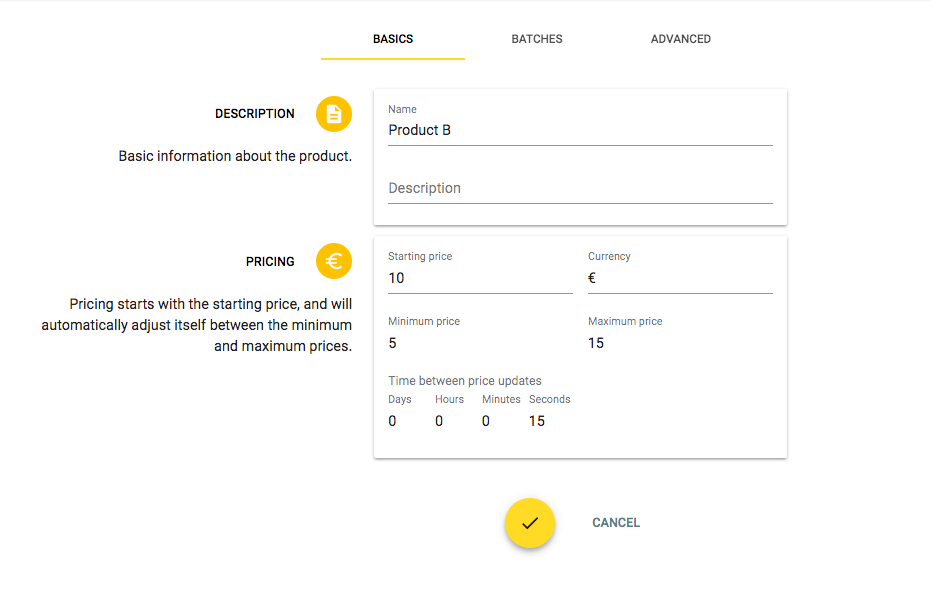 BASICS BATCHES ADVANCED
DESCRIPTION
Basic information about the product.
Name
Product B
Description
PRICING €
Pricing starts with the starting price, and will
automatically adjust itself between the minimum
and maximum prices.
Starting price Currency
10 €
Minimum price Maximum price
5 15
Time between price updates
Days Hours Minutes Seconds
0 0 0 15
CANCEL